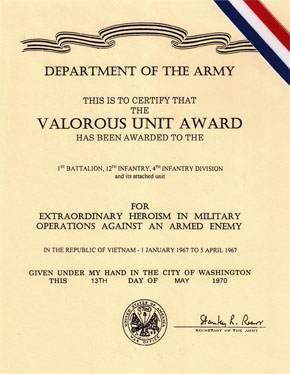 DEPARTMENT OF THE ARMY
THIS IS TO CERTIFY THAT
THE
VALOROUS UNIT AWARD
HAS BEEN AWARDED TO THE
1ST BATTALION, 12TH INFANTRY, 4TH INFANTRY DIVISION
and its attached unit
FOR
EXTRAORDINARY HEROISM IN MILITARY
OPERATIONS AGAINST AN ARMED ENEMY
IN THE REPUBLIC OF VIETNAM - 1 JANUARY 1967 TO 5 APRIL 1967
GIVEN UNDER MY HAND IN THE CITY OF WASHINGTON
THIS 13TH DAY OF MAY 1970
Stanley R. Resor
SECRETARY OF THE ARMY